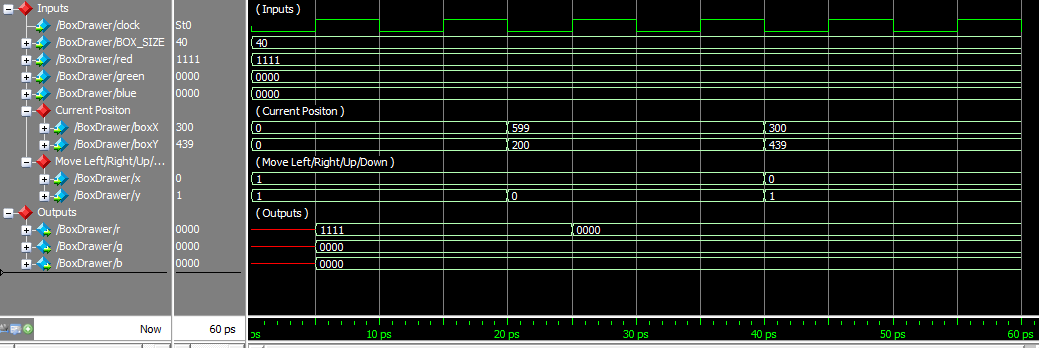 Inputs ( Inputs )
/BoxDrawer/clock St0
/BoxDrawer/BOX_SIZE 40 40
/BoxDrawer/red 1111 1111
/BoxDrawer/green 0000 0000
/BoxDrawer/blue 0000 0000
Current Positon ( Current Positon )
/BoxDrawer/boxX 300 0 599 300
/BoxDrawer/boxY 439 0 200 439
Move Left/Right/Up/... ( Move Left/Right/Up/Down )
/BoxDrawer/x 0 1 0
/BoxDrawer/y 1 1 0 1
Outputs ( Outputs )
/BoxDrawer/r 0000 1111 0000
/BoxDrawer/g 0000 0000
/BoxDrawer/b 0000 0000
Now 60 ps ps 10 ps 20 ps 30 ps 40 ps 50 ps 60 ps